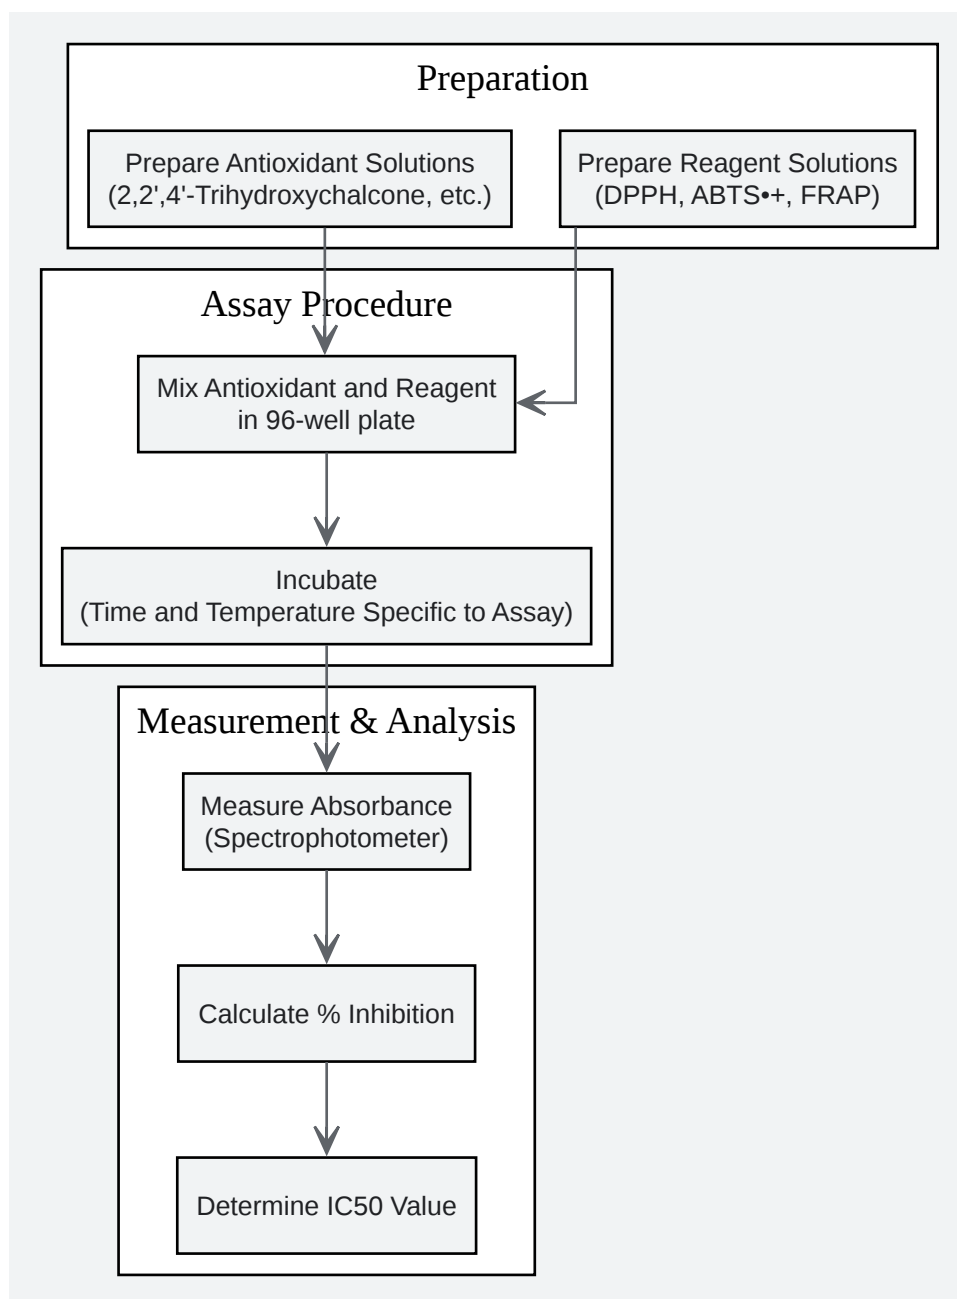 Preparation
Prepare Antioxidant Solutions
(2,2',4'-Trihydroxychalcone, etc.)
Prepare Reagent Solutions
(DPPH, ABTS•+, FRAP)
Assay Procedure
Mix Antioxidant and Reagent
in 96-well plate
Incubate
(Time and Temperature Specific to Assay)
Measurement & Analysis
Measure Absorbance
(Spectrophotometer)
Calculate % Inhibition
Determine IC50 Value